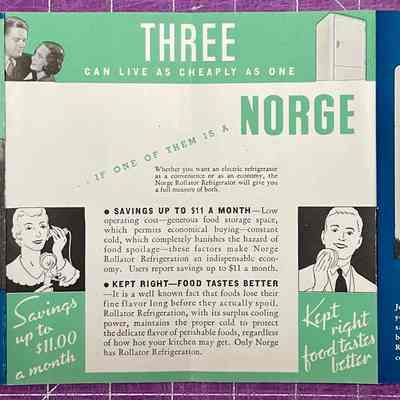 THREE
CAN LIVE AS CHEAPLY AS ONE
. . IF ONE OF THEM IS A
NORGE
Whether you want an electric refrigerator
as a convenience or as an economy, the
Norge Rollator Refrigerator will give you
a full measure of both.
● SAVINGS UP TO $11 A MONTH—Low
operating cost—generous food storage space,
which permits economical buying—constant
cold, which completely banishes the hazard of
food spoilage—these factors make Norge
Rollator Refrigeration an indispensable econ-
omy. Users report savings up to $11 a month.
● KEPT RIGHT—FOOD TASTES BETTER
—It is a well known fact that foods lose their
fine flavor long before they actually spoil.
Rollator Refrigeration, with its surplus cooling
power, maintains the proper cold to protect
the delicate flavor of perishable foods, regardless
of how hot your kitchen may get. Only Norge
has Rollator Refrigeration.
Savings
up to
$11.00
a month
Kept
right
food tastes
better